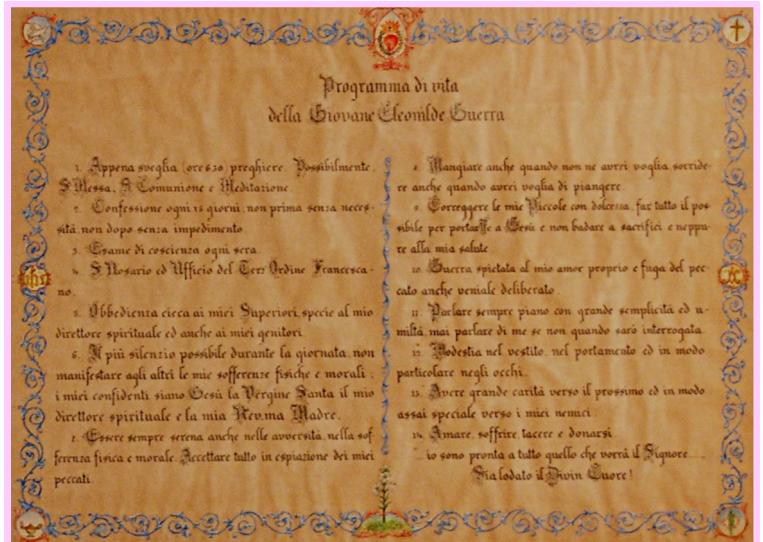 Programma di vita
della Giovane Cleonilde Guerra
1. Appena sveglia (ore 6,30) preghiere. Possibilmente,
S. Messa, S. Comunione e Meditazione.
2. Confessione ogni 15 giorni: non prima senza neces-
sità, non dopo senza impedimento.
3. Esame di coscienza ogni sera.
4. S. Rosario ed Ufficio del Terz'Ordine Francesca-
no.
5. Obbedienza cieca ai miei Superiori, specie al mio
direttore spirituale ed anche ai miei genitori.
6. Il più silenzio possibile durante la giornata, non
manifestare agli altri le mie sofferenze fisiche e morali;
i miei confidenti siano Gesù la Vergine Santa il mio
direttore spirituale e la mia Rev.ma Madre.
7. Essere sempre serena anche nelle avversità, nella sof
ferenza fisica e morale. Accettare tutto in espiazione dei miei
peccati.
8. Mangiare anche quando non ne avrei voglia, sorride-
re anche quando avrei voglia di piangere.
9. Correggere le mie Piccole con dolcezza, far tutto il pos-
sibile per portarle a Gesù e non badare a sacrifici e neppu-
re alla mia salute.
10. Guerra spietata al mio amor proprio e fuga del pec-
cato anche veniale deliberato.
11. Parlare sempre piano con grande semplicità ed u-
miltà, mai parlare di me se non quando sarò interrogata.
12. Modestia nel vestito, nel portamento ed in modo
particolare negli occhi.
13. Avere grande carità verso il prossimo ed in modo
assai speciale verso i miei nemici.
14. Amare, soffrire, tacere e donarsi.
... io sono pronta a tutto quello che vorrà il Signore......
Sia lodato il Divin Cuore!
ihs